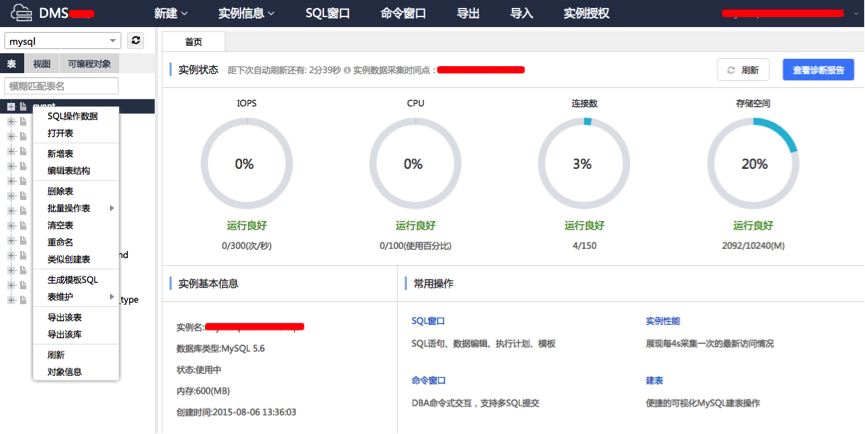 DMS
新建 实例信息 SQL窗口 命令窗口 导出 导入 实例授权
mysql
首页
表 视图 可编程对象
模糊匹配表名
实例状态 距下次自动刷新还有: 2分39秒 实例数据采集时间点：
刷新 查看诊断报告
event
SQL操作数据
打开表
新增表
编辑表结构
删除表
批量操作表
清空表
重命名
类似创建表
生成模板SQL
表维护
导出该表
导出该库
刷新
对象信息
nd
_type
IOPS CPU 连接数 存储空间
0% 0% 3% 20%
运行良好 运行良好 运行良好 运行良好
0/300(次/秒) 0/100(使用百分比) 4/150 2092/10240(M)
实例基本信息
实例名:
数据库类型:MySQL 5.6
状态:使用中
内存:600(MB)
创建时间:2015-08-06 13:36:03
常用操作
SQL窗口 实例性能
SQL语句、数据编辑、执行计划、模板 展现每4s采集一次的最新访问情况
命令窗口 建表
DBA命令式交互，支持多SQL提交 便捷的可视化MySQL建表操作